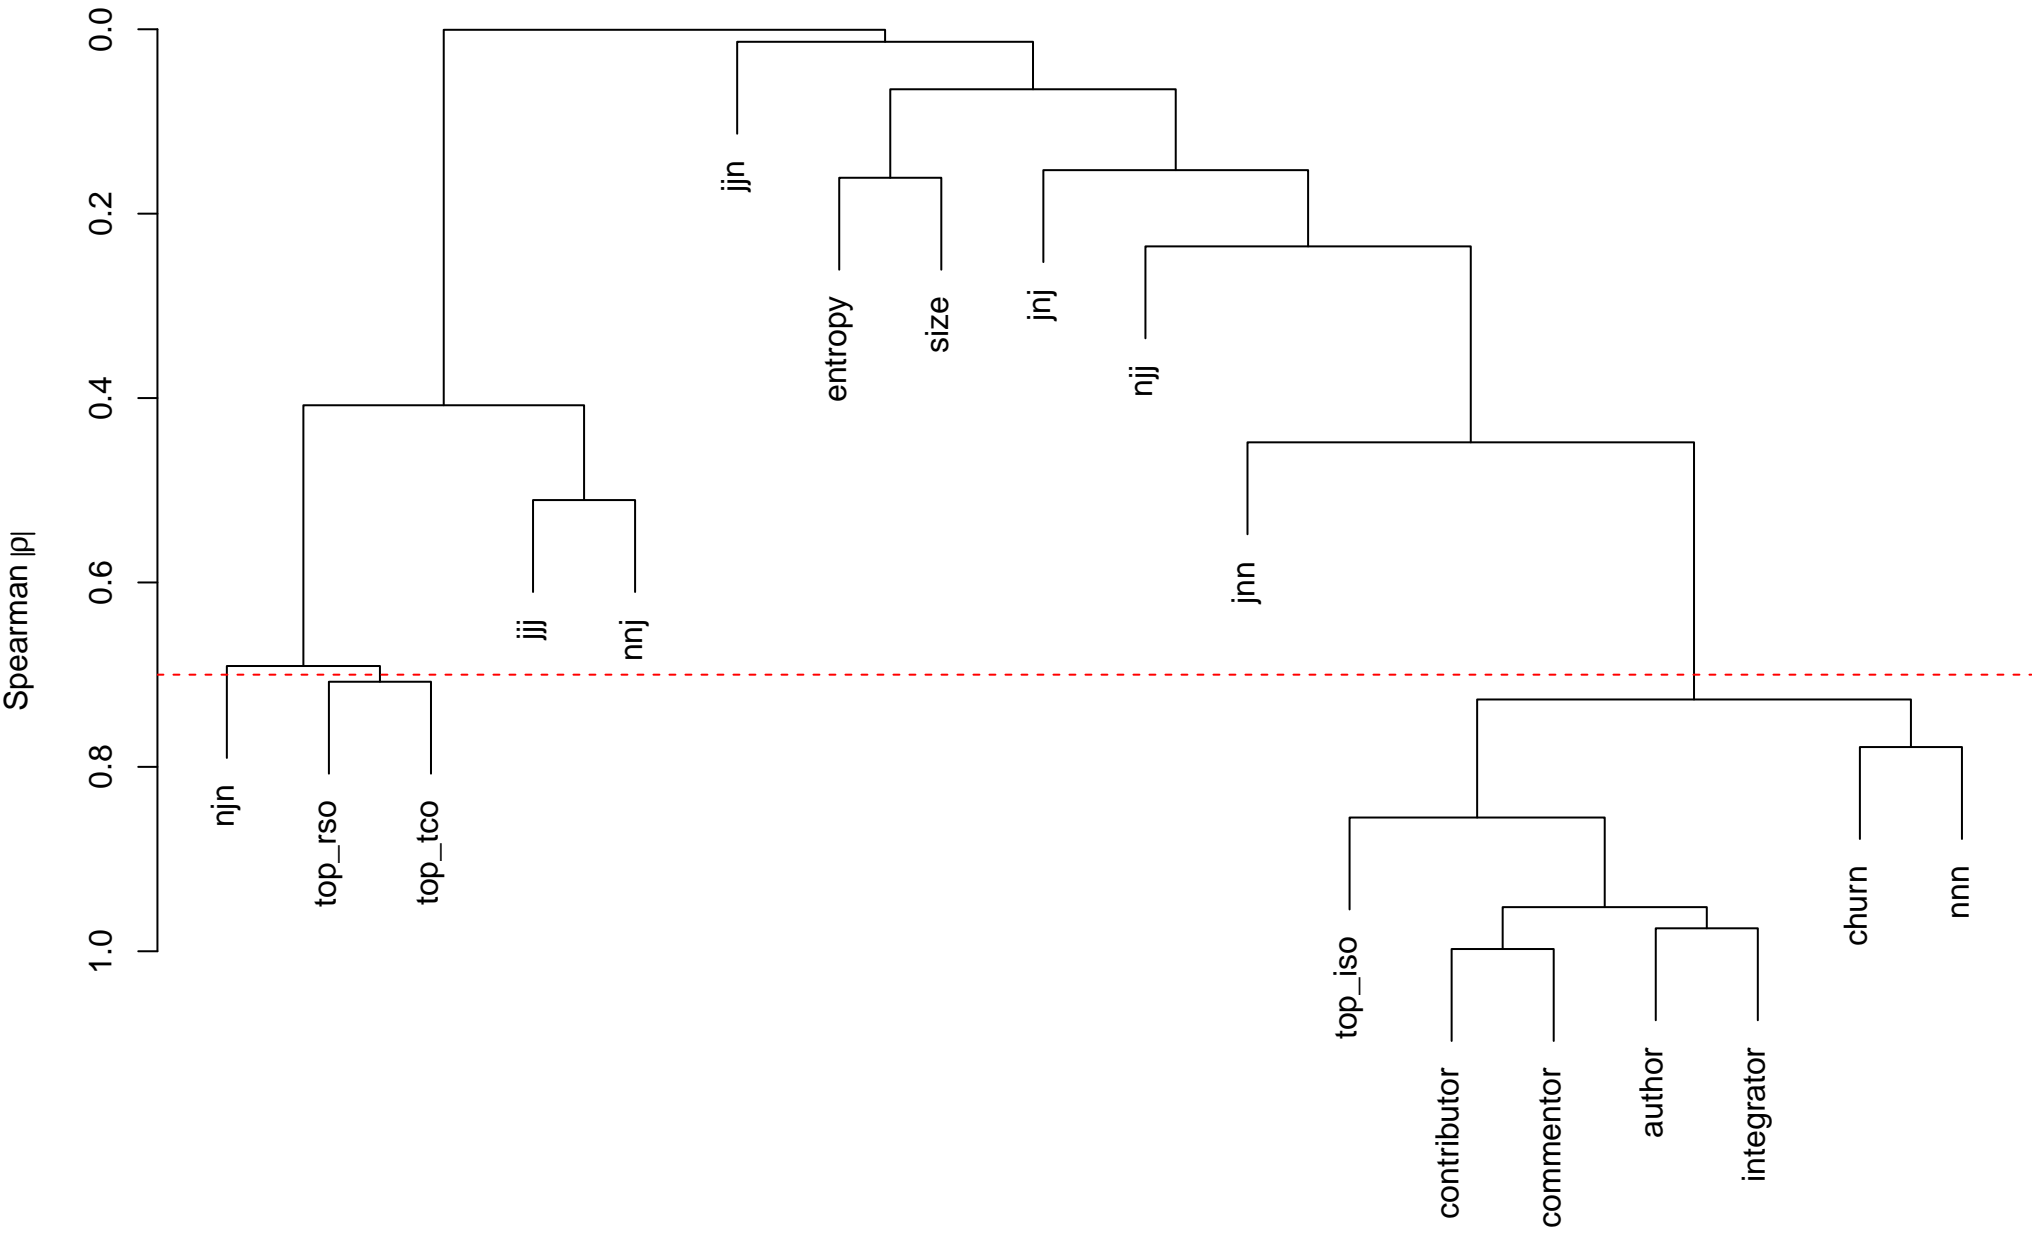 Spearman |ρ|
0.0
0.2
0.4
0.6
0.8
1.0
njn
top_rso
top_tco
jjj
nnj
jjn
entropy
size
jnj
njj
jnn
top_iso
contributor
commentor
author
integrator
churn
nnn